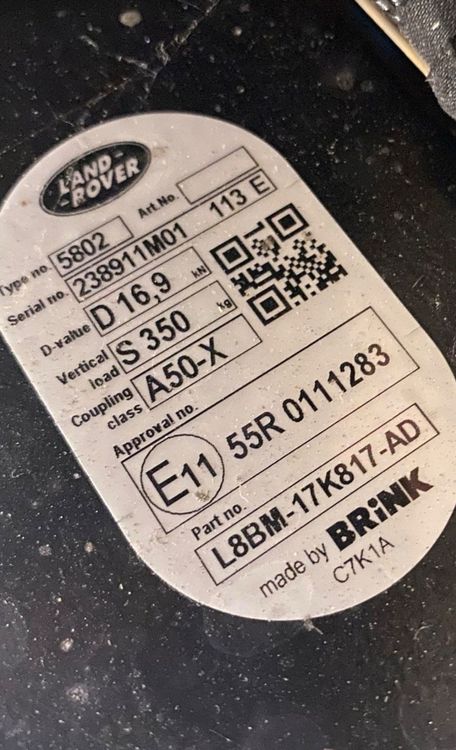 LAND-
-ROVER
Type no. 5802 Art.No.
Serial no. 238911M01 113 E
D-value D 16,9 kN
Vertical load S 350 kg
Coupling class A50-X
Approval no.
E11 55R 0111283
Part no.
L8BM-17K817-AD
made by BRiNK
C7K1A